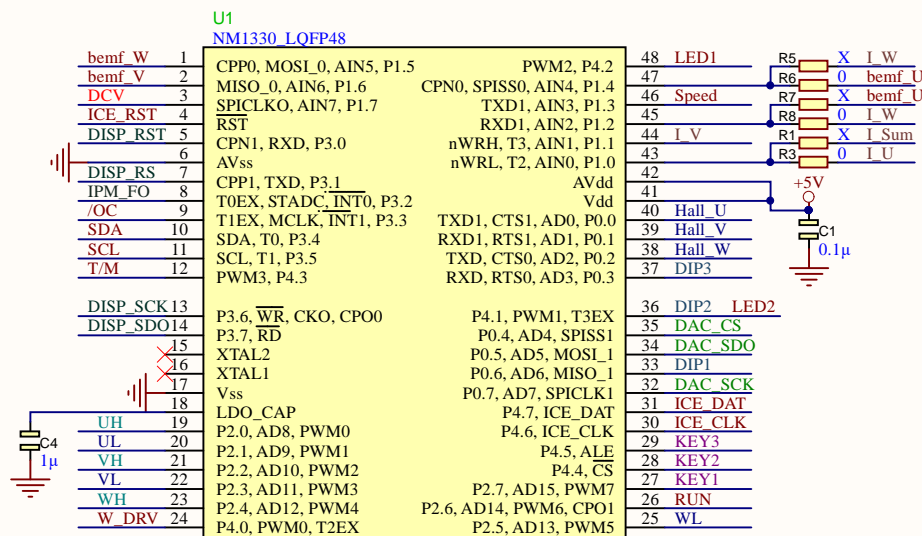 U1
NM1330_LQFP48
bemf_W 1 CPP0, MOSI_0, AIN5, P1.5
bemf_V 2 MISO_0, AIN6, P1.6
DCV 3 SPICLKO, AIN7, P1.7
ICE_RST 4 RST
DISP_RST 5 CPN1, RXD, P3.0
6 AVss
DISP_RS 7 CPP1, TXD, P3.1
IPM_FO 8 T0EX, STADC, INT0, P3.2
/OC 9 T1EX, MCLK, INT1, P3.3
SDA 10 SDA, T0, P3.4
SCL 11 SCL, T1, P3.5
T/M 12 PWM3, P4.3
DISP_SCK 13 P3.6, WR, CKO, CPO0
DISP_SDO 14 P3.7, RD
15 XTAL2
16 XTAL1
17 Vss
18 LDO_CAP
UH 19 P2.0, AD8, PWM0
UL 20 P2.1, AD9, PWM1
VH 21 P2.2, AD10, PWM2
VL 22 P2.3, AD11, PWM3
WH 23 P2.4, AD12, PWM4
W_DRV 24 P4.0, PWM0, T2EX
C4
1µ
PWM2, P4.2 48 LED1
CPN0, SPISS0, AIN4, P1.4 47
TXD1, AIN3, P1.3 46 Speed
RXD1, AIN2, P1.2 45
nWRH, T3, AIN1, P1.1 44 I_V
nWRL, T2, AIN0, P1.0 43
AVdd 42
Vdd 41
TXD1, CTS1, AD0, P0.0 40 Hall_U
RXD1, RTS1, AD1, P0.1 39 Hall_V
TXD, CTS0, AD2, P0.2 38 Hall_W
RXD, RTS0, AD3, P0.3 37 DIP3
P4.1, PWM1, T3EX 36 DIP2 LED2
P0.4, AD4, SPISS1 35 DAC_CS
P0.5, AD5, MOSI_1 34 DAC_SDO
P0.6, AD6, MISO_1 33 DIP1
P0.7, AD7, SPICLK1 32 DAC_SCK
P4.7, ICE_DAT 31 ICE_DAT
P4.6, ICE_CLK 30 ICE_CLK
P4.5, ALE 29 KEY3
P4.4, CS 28 KEY2
P2.7, AD15, PWM7 27 KEY1
P2.6, AD14, PWM6, CPO1 26 RUN
P2.5, AD13, PWM5 25 WL
R5 X I_W
R6 0 bemf_U
R7 X bemf_U
R8 0 I_W
R1 X I_Sum
R3 0 I_U
+5V
C1
0.1µ